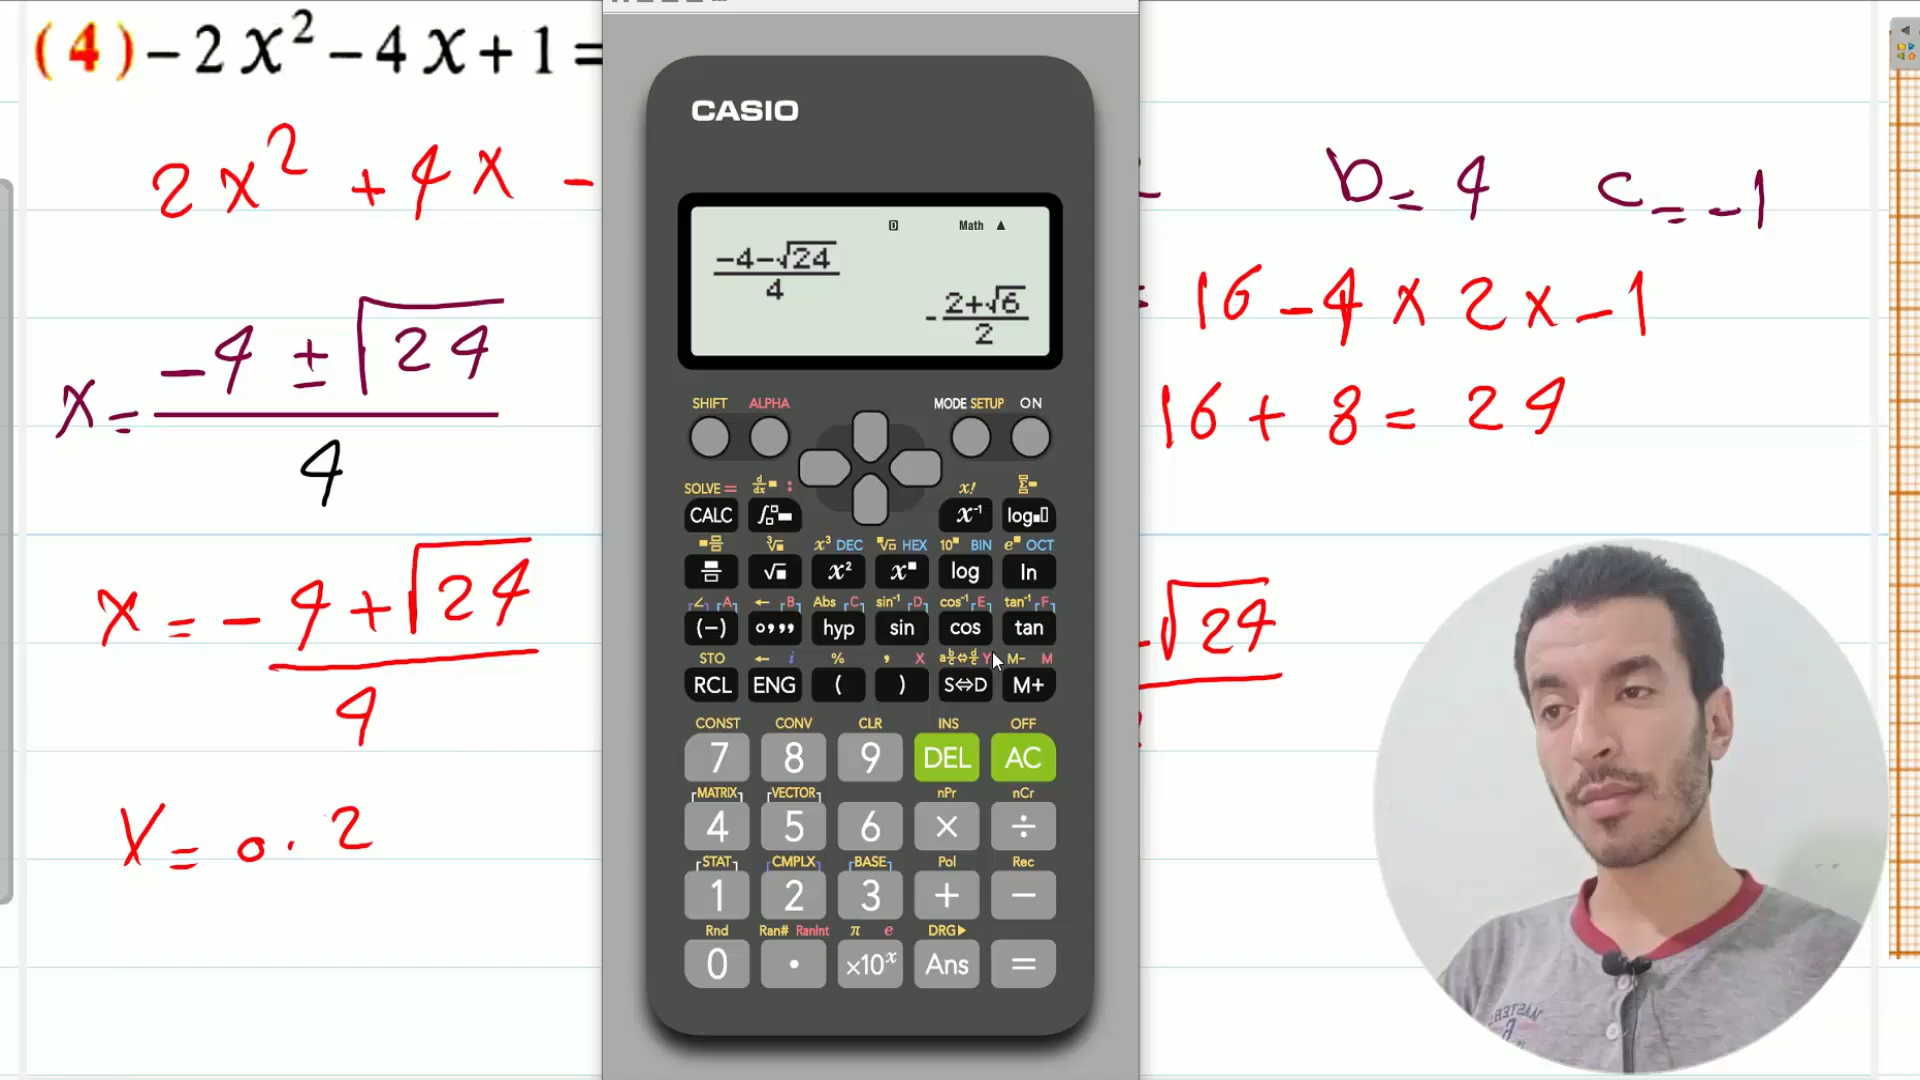 (4) -2x² -4x+1=
2x² + 4x -
b = 4 c = -1
16 - 4 × 2 x - 1
x = -4 ± √24 / 4
16 + 8 = 24
x = -4 + √24 / 4
√24
x = 0.2
CASIO
D Math ▲
-4-√24 / 4
-2+√6 / 2
SHIFT ALPHA MODE SETUP ON
SOLVE = d/dx : x! Σ
CALC ∫ x⁻¹ log
³√ x³ DEC √ HEX 10 BIN e OCT
√ x² x log ln
∠ A ← B Abs C sin⁻¹ D cos⁻¹ E tan⁻¹ F
(−) °,,, hyp sin cos tan
STO ← i % , X a b/c⇔d/c Y M− M
RCL ENG ( ) S⇔D M+
CONST CONV CLR INS OFF
7 8 9 DEL AC
MATRIX VECTOR nPr nCr
4 5 6 × ÷
STAT CMPLX BASE Pol Rec
1 2 3 + −
Rnd Ran# RanInt π e DRG▶
0 . ×10ˣ Ans =